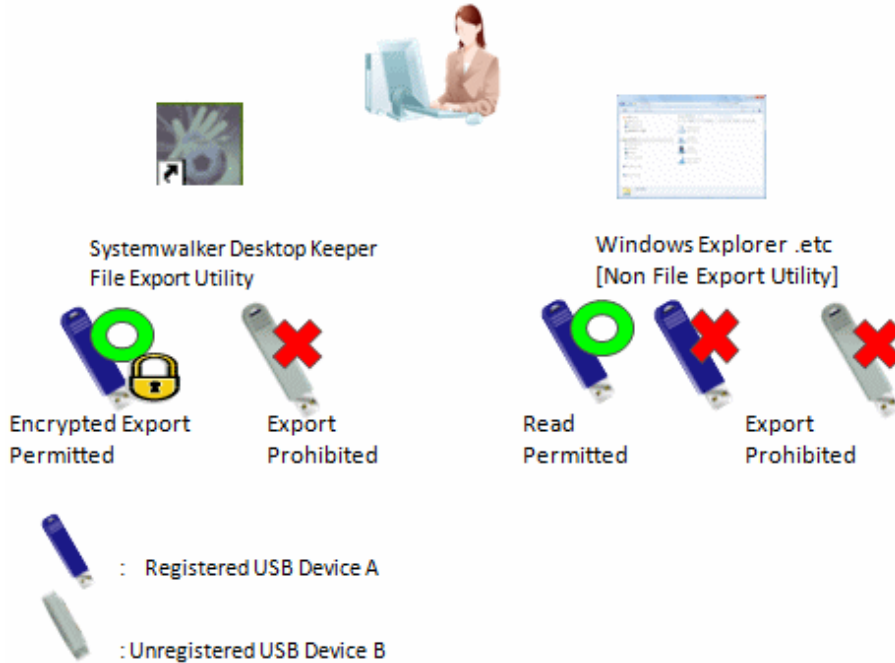 Systemwalker Desktop Keeper
File Export Utility
Windows Explorer .etc
[Non File Export Utility]
Encrypted Export
Permitted
Export
Prohibited
Read
Permitted
Export
Prohibited
: Registered USB Device A
: Unregistered USB Device B